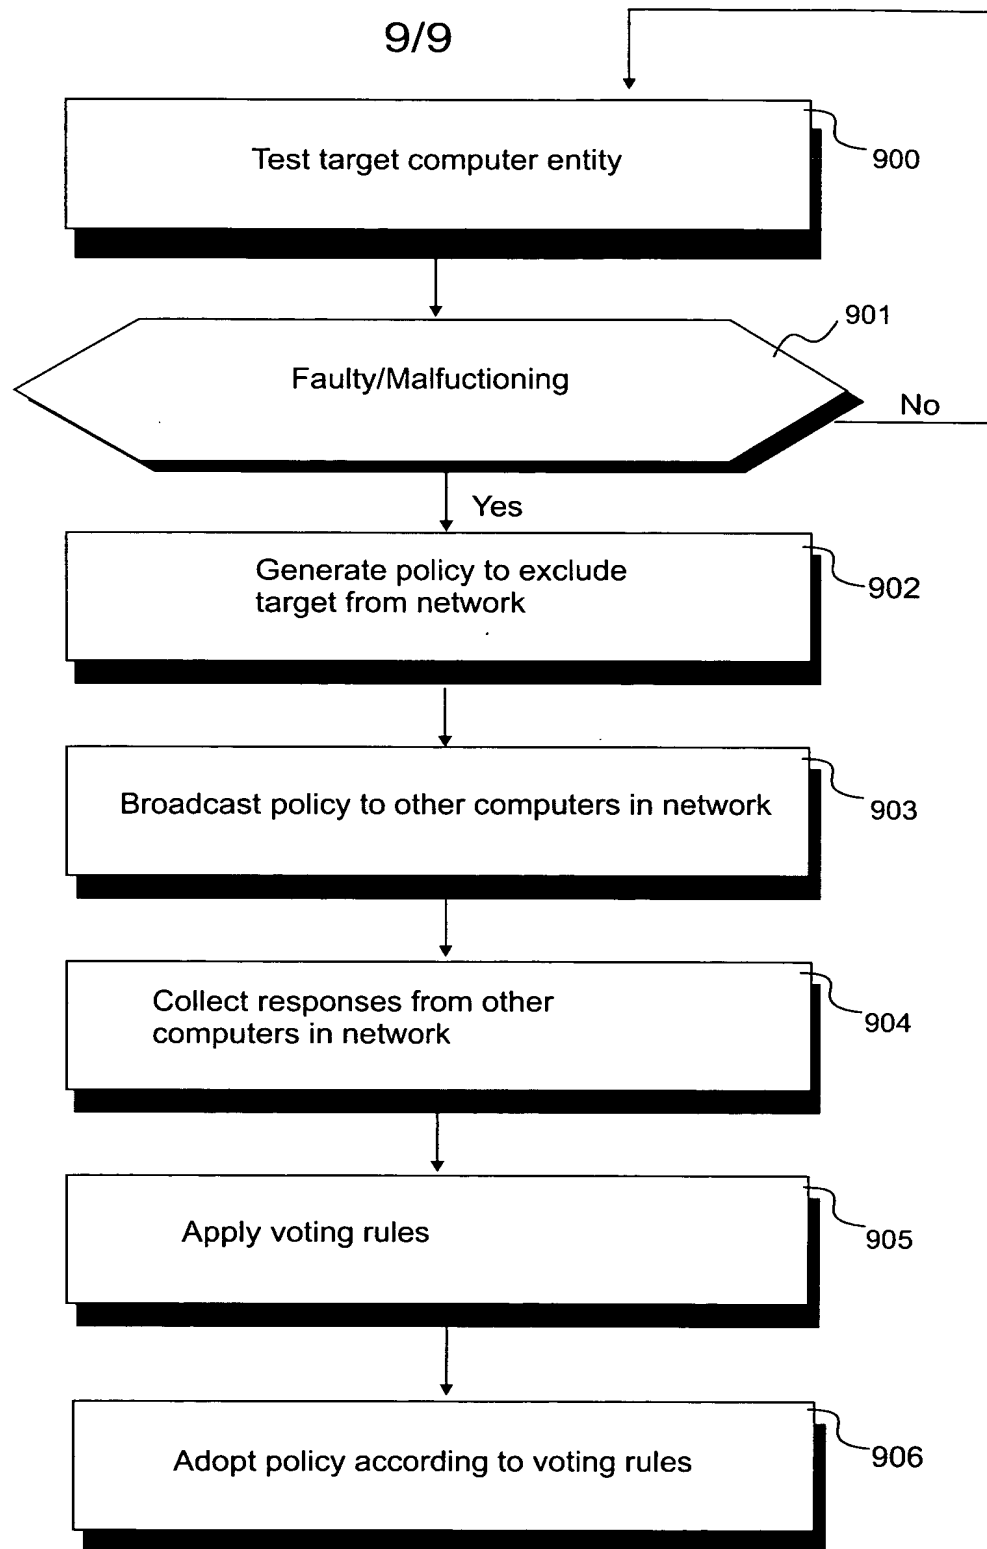 9/9
Test target computer entity
900
901
Faulty/Malfuctioning
No
Yes
Generate policy to exclude
target from network
902
Broadcast policy to other computers in network
903
Collect responses from other
computers in network
904
Apply voting rules
905
Adopt policy according to voting rules
906